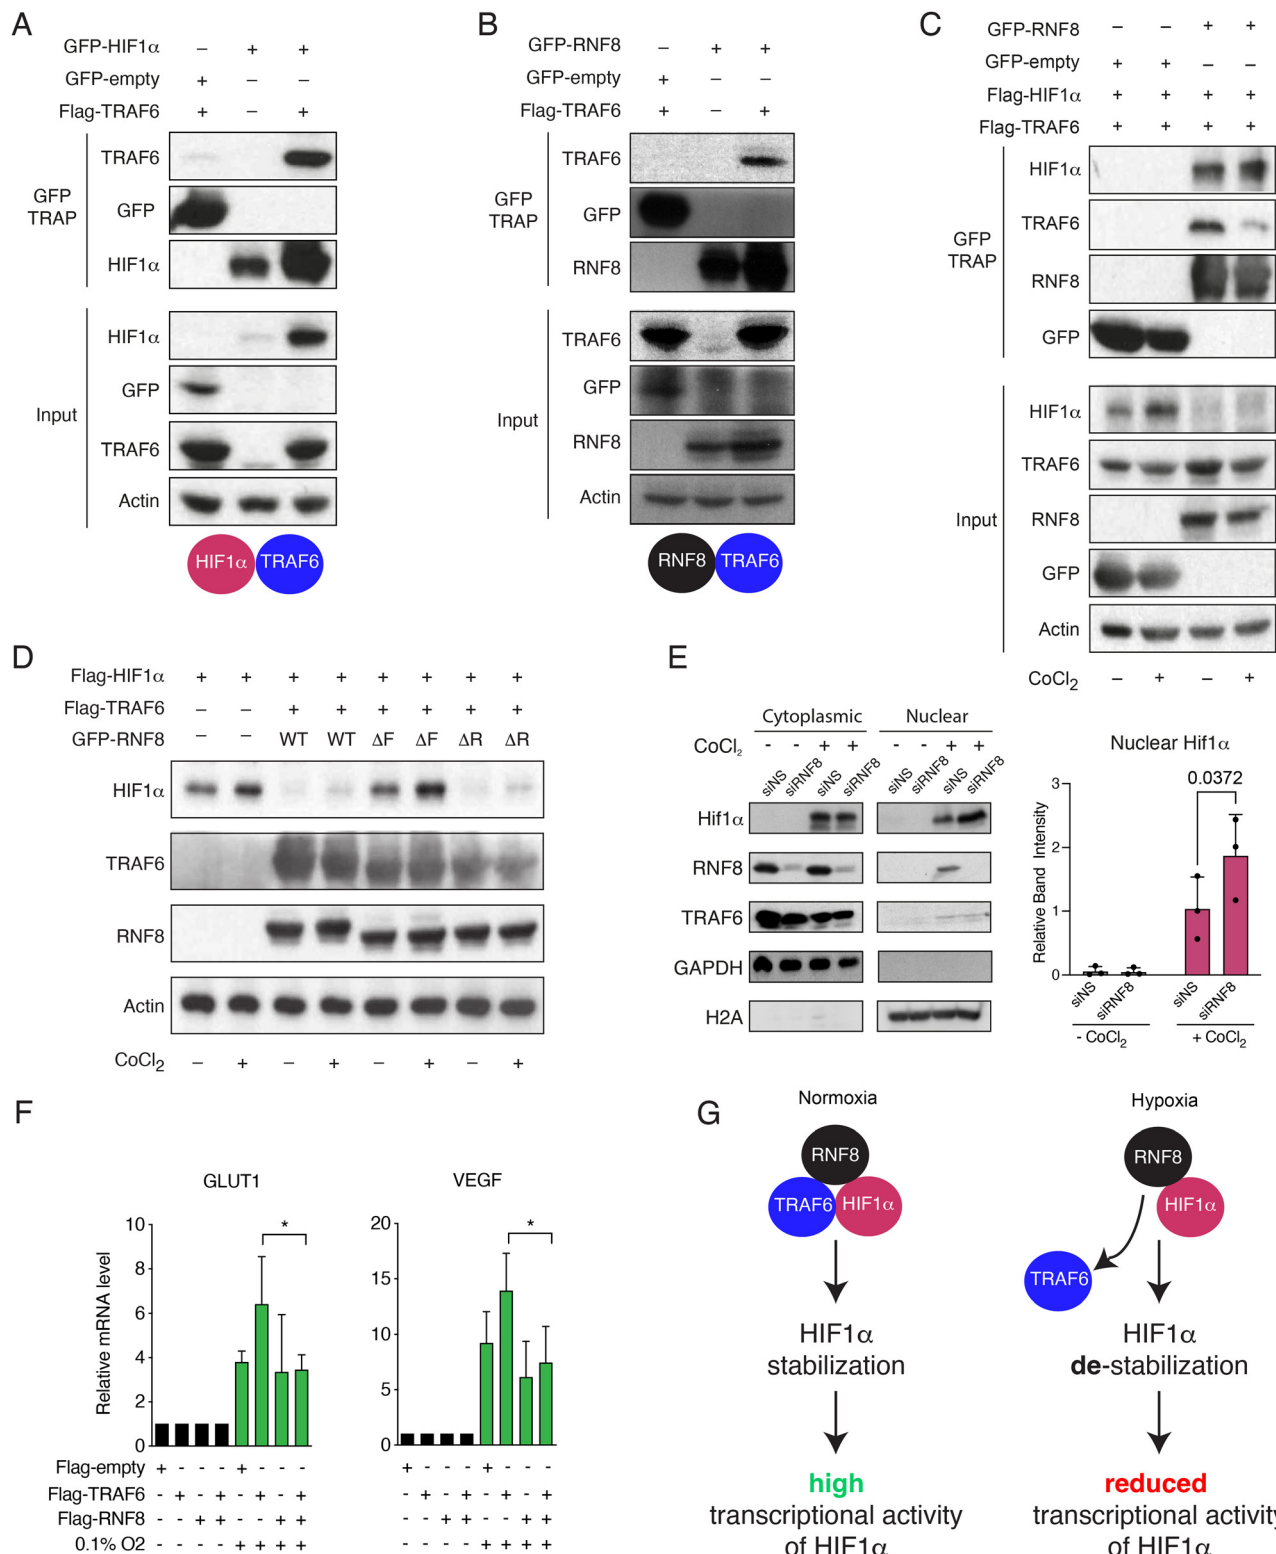 A
GFP-HIF1α – + +
GFP-empty + – –
Flag-TRAF6 + – +
GFP
TRAP
TRAF6
GFP
HIF1α
Input
HIF1α
GFP
TRAF6
Actin
HIF1α TRAF6
B
GFP-RNF8 – + +
GFP-empty + – –
Flag-TRAF6 + – +
GFP
TRAP
TRAF6
GFP
RNF8
Input
TRAF6
GFP
RNF8
Actin
RNF8 TRAF6
C
GFP-RNF8 – – + +
GFP-empty + + – –
Flag-HIF1α + + + +
Flag-TRAF6 + + + +
GFP
TRAP
HIF1α
TRAF6
RNF8
GFP
Input
HIF1α
TRAF6
RNF8
GFP
Actin
CoCl2 – + – +
D
Flag-HIF1α + + + + + + + +
Flag-TRAF6 – – + + + + + +
GFP-RNF8 – – WT WT ΔF ΔF ΔR ΔR
HIF1α
TRAF6
RNF8
Actin
CoCl2 – + – + – + – +
E
Cytoplasmic Nuclear
CoCl2 - - + + - - + +
siNS siRNF8 siNS siRNF8 siNS siRNF8 siNS siRNF8
Hif1α
RNF8
TRAF6
GAPDH
H2A
Nuclear Hif1α
0.0372
Relative Band Intensity
3
2
1
0
siNS siRNF8 siNS siRNF8
- CoCl2 + CoCl2
F
GLUT1
Relative mRNA level
10
8
6
4
2
0
*
VEGF
20
15
10
5
0
*
Flag-empty + - - - + - - - + - - - + - - -
Flag-TRAF6 - + - + - + - + - + - + - + - +
Flag-RNF8 - - + + - - + + - - + + - - + +
0.1% O2 - - - - + + + + - - - - + + + +
G
Normoxia
RNF8
TRAF6 HIF1α
HIF1α
stabilization
high
transcriptional activity
of HIF1α
Hypoxia
RNF8
HIF1α
TRAF6
HIF1α
de-stabilization
reduced
transcriptional activity
of HIF1α